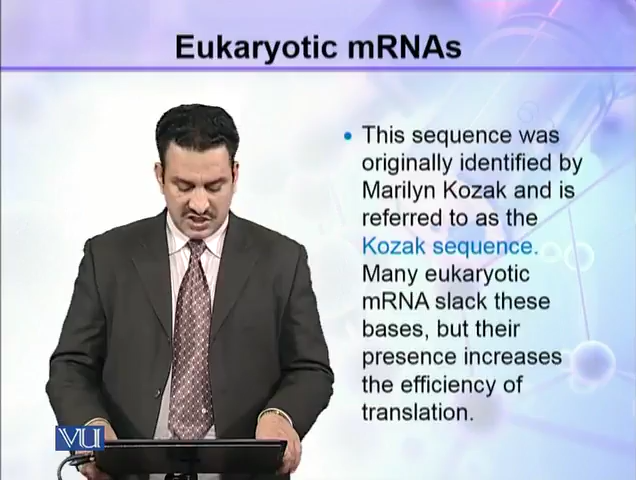 Eukaryotic mRNAs
• This sequence was
originally identified by
Marilyn Kozak and is
referred to as the
Kozak sequence.
Many eukaryotic
mRNA slack these
bases, but their
presence increases
the efficiency of
translation.
VU